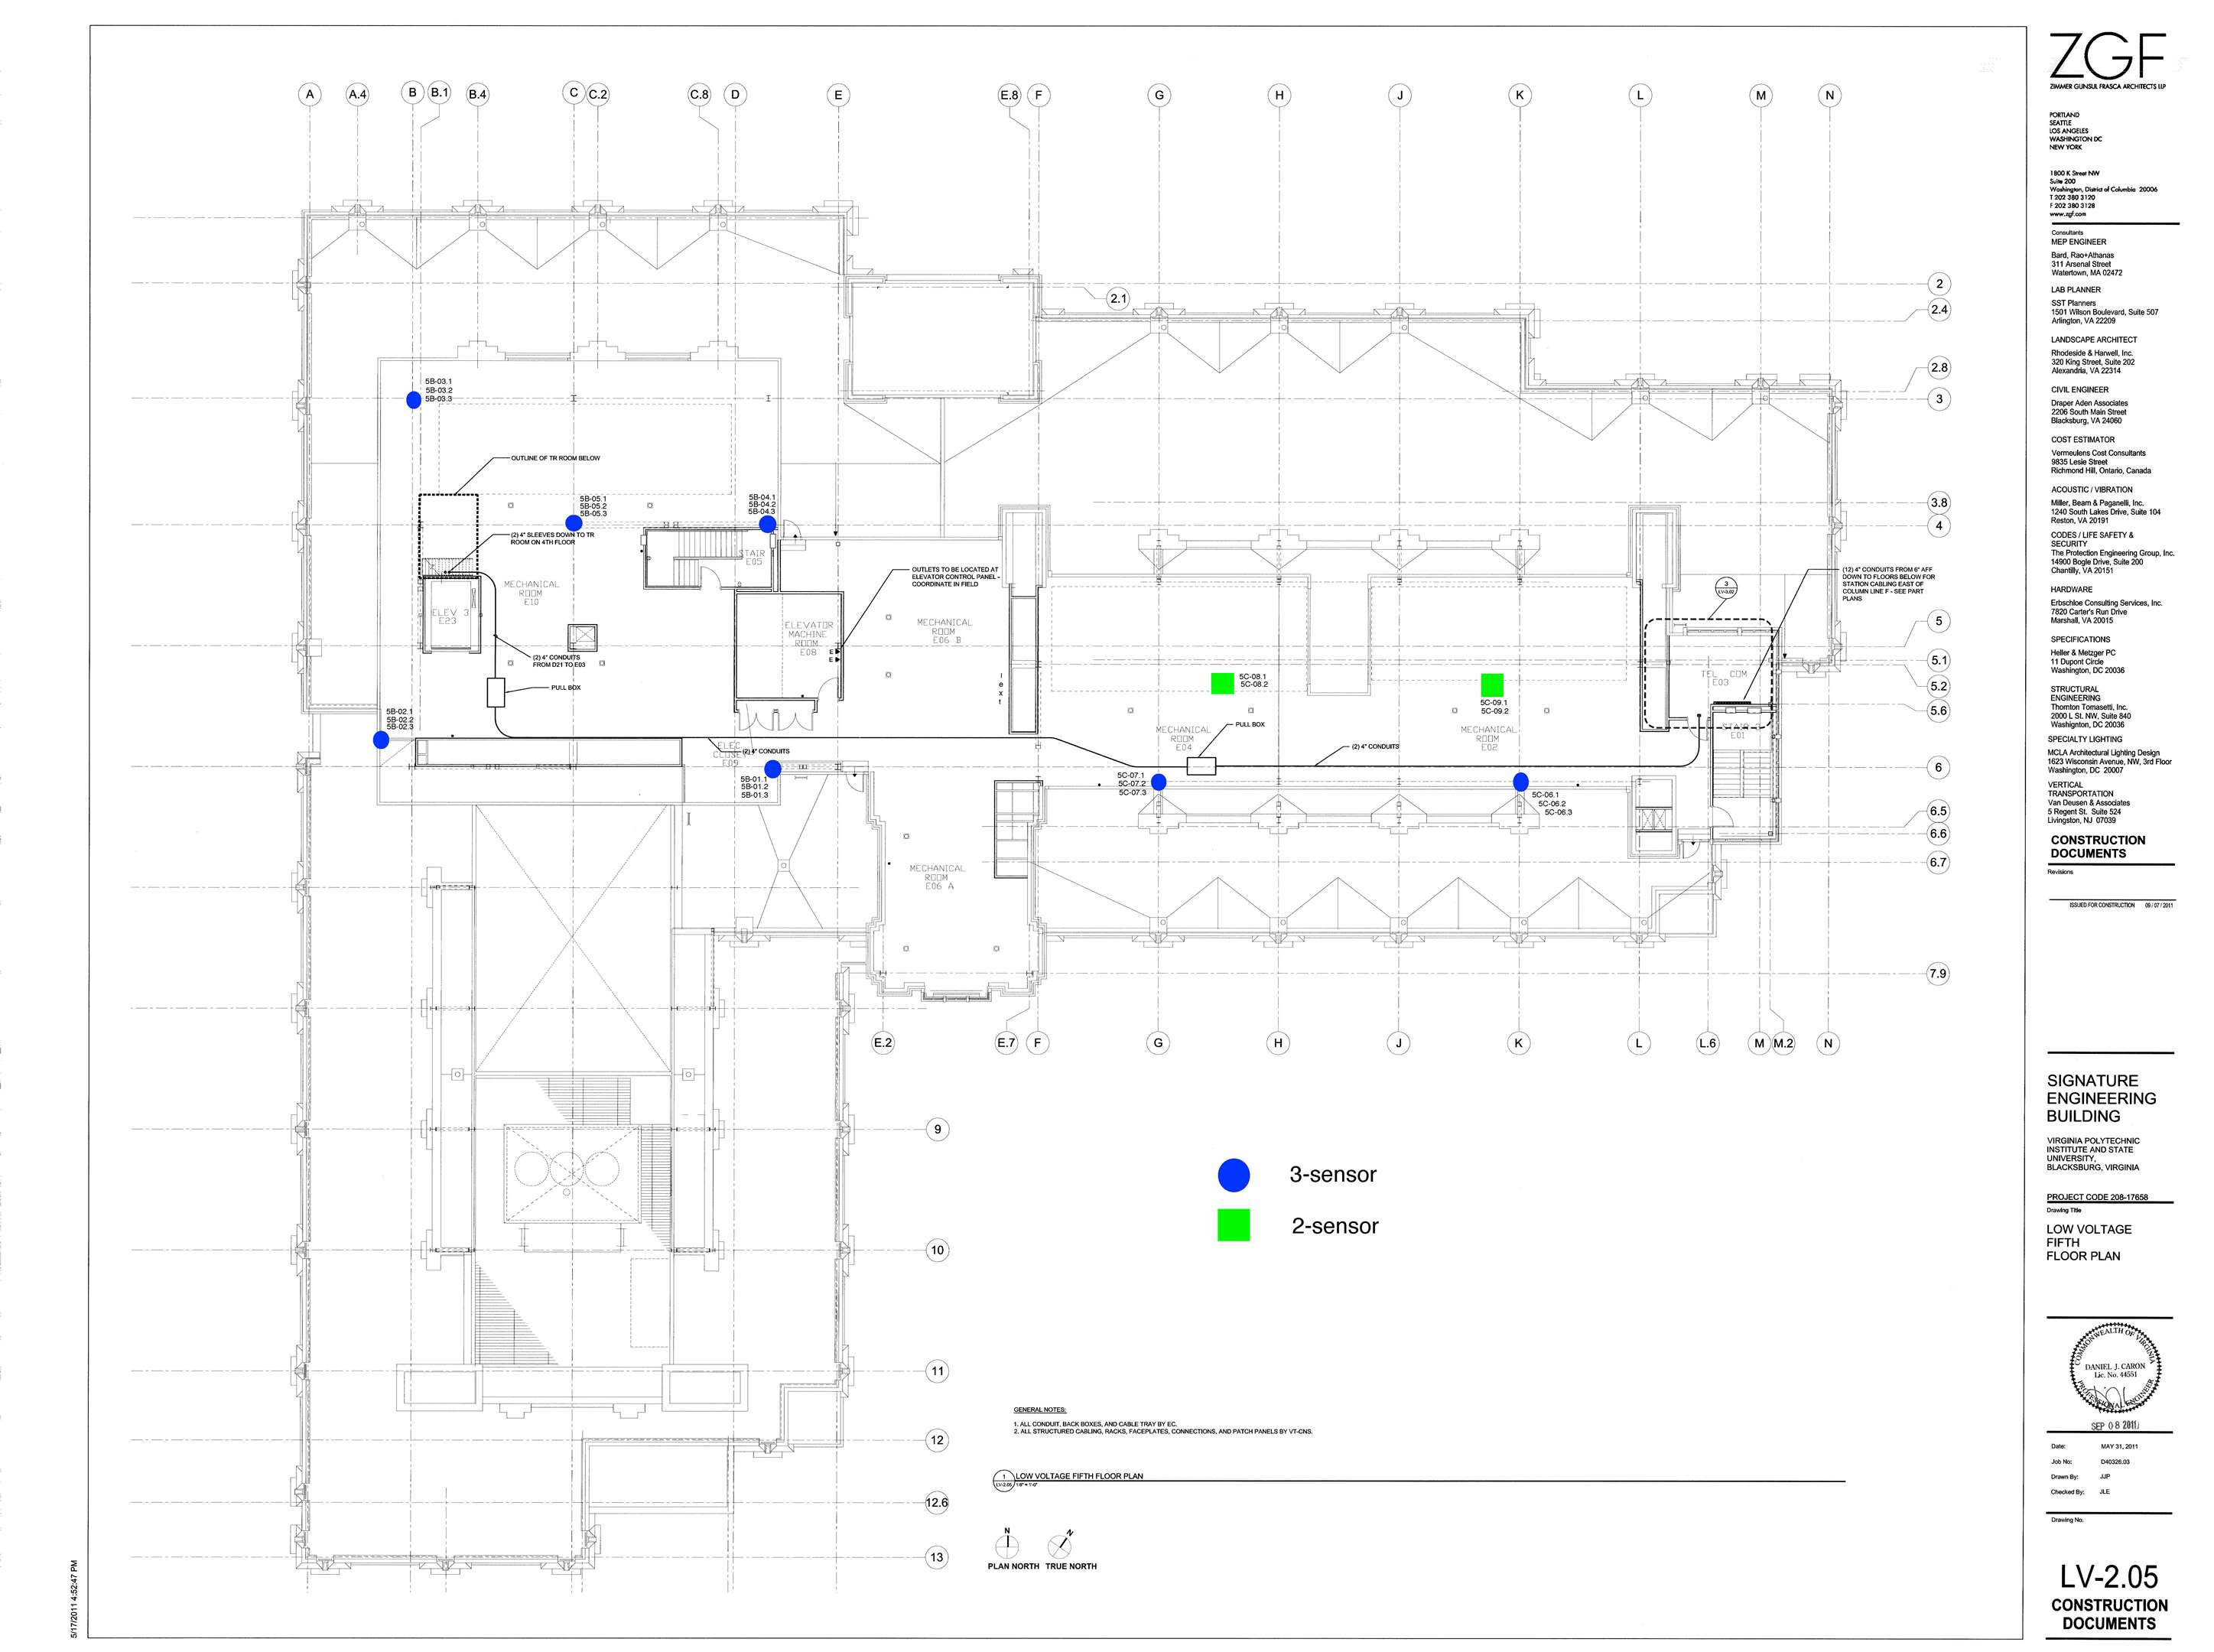 A A.4 B B.1 B.4 C C.2 C.8 D E E.8 F G H J K L M N
2
2.1
2.4
2.8
3
3.8
4
5
5.1
5.2
5.6
6
6.5
6.6
6.7
7.9
5B-03.1
5B-03.2
5B-03.3
OUTLINE OF TR ROOM BELOW
5B-05.1
5B-05.2
5B-05.3
5B-04.1
5B-04.2
5B-04.3
(2) 4" SLEEVES DOWN TO TR
ROOM ON 4TH FLOOR
STAIR
E05
MECHANICAL
ROOM
E10
ELEV 3
E23
OUTLETS TO BE LOCATED AT
ELEVATOR CONTROL PANEL -
COORDINATE IN FIELD
ELEVATOR
MACHINE
ROOM
E08
E
E
MECHANICAL
ROOM
E06 B
t e x t
(2) 4" CONDUITS
FROM D21 TO E03
PULL BOX
5B-02.1
5B-02.2
5B-02.3
ELEC
CLOSET
E09
(2) 4" CONDUITS
5B-01.1
5B-01.2
5B-01.3
MECHANICAL
ROOM
E06 A
5C-08.1
5C-08.2
5C-09.1
5C-09.2
MECHANICAL
ROOM
E04
PULL BOX
(2) 4" CONDUITS
MECHANICAL
ROOM
E02
5C-07.1
5C-07.2
5C-07.3
5C-06.1
5C-06.2
5C-06.3
3
LV-3.02
(12) 4" CONDUITS FROM 6" AFF
DOWN TO FLOORS BELOW FOR
STATION CABLING EAST OF
COLUMN LINE F - SEE PART
PLANS
TEL COM
E03
STAIR
E01
E.2 E.7 F G H J K L L.6 M M.2 N
9
10
11
12
12.6
13
3-sensor
2-sensor
GENERAL NOTES:
1. ALL CONDUIT, BACK BOXES, AND CABLE TRAY BY EC.
2. ALL STRUCTURED CABLING, RACKS, FACEPLATES, CONNECTIONS, AND PATCH PANELS BY VT-CNS.
1
LV-2.05
LOW VOLTAGE FIFTH FLOOR PLAN
1/8" = 1'-0"
N
N
PLAN NORTH TRUE NORTH
5/17/2011 4:52:47 PM
ZGF
ZIMMER GUNSUL FRASCA ARCHITECTS LLP
PORTLAND
SEATTLE
LOS ANGELES
WASHINGTON DC
NEW YORK
1800 K Street NW
Suite 200
Washington, District of Columbia 20006
T 202 380 3120
F 202 380 3128
www.zgf.com
Consultants
MEP ENGINEER
Bard, Rao+Athanas
311 Arsenal Street
Watertown, MA 02472
LAB PLANNER
SST Planners
1501 Wilson Boulevard, Suite 507
Arlington, VA 22209
LANDSCAPE ARCHITECT
Rhodeside & Harwell, Inc.
320 King Street, Suite 202
Alexandria, VA 22314
CIVIL ENGINEER
Draper Aden Associates
2206 South Main Street
Blacksburg, VA 24060
COST ESTIMATOR
Vermeulens Cost Consultants
9835 Leslie Street
Richmond Hill, Ontario, Canada
ACOUSTIC / VIBRATION
Miller, Beam & Paganelli, Inc.
1240 South Lakes Drive, Suite 104
Reston, VA 20191
CODES / LIFE SAFETY &
SECURITY
The Protection Engineering Group, Inc.
14900 Bogle Drive, Suite 200
Chantilly, VA 20151
HARDWARE
Erbschloe Consulting Services, Inc.
7820 Carter's Run Drive
Marshall, VA 20015
SPECIFICATIONS
Heller & Metzger PC
11 Dupont Circle
Washington, DC 20036
STRUCTURAL
ENGINEERING
Thornton Tomasetti, Inc.
2000 L St. NW, Suite 840
Washignton, DC 20036
SPECIALTY LIGHTING
MCLA Architectural Lighting Design
1623 Wisconsin Avenue, NW, 3rd Floor
Washington, DC 20007
VERTICAL
TRANSPORTATION
Van Deusen & Associates
5 Regent St. Suite 524
Livingston, NJ 07039
CONSTRUCTION
DOCUMENTS
Revisions
ISSUED FOR CONSTRUCTION 09 / 07 / 2011
SIGNATURE
ENGINEERING
BUILDING
VIRGINIA POLYTECHNIC
INSTITUTE AND STATE
UNIVERSITY,
BLACKSBURG, VIRGINIA
PROJECT CODE 208-17658
Drawing Title
LOW VOLTAGE
FIFTH
FLOOR PLAN
COMMONWEALTH OF VIRGINIA
DANIEL J. CARON
Lic. No. 44551
PROFESSIONAL ENGINEER
SEP 08 2011
Date: MAY 31, 2011
Job No: D40326.03
Drawn By: JJP
Checked By: JLE
Drawing No.
LV-2.05
CONSTRUCTION
DOCUMENTS